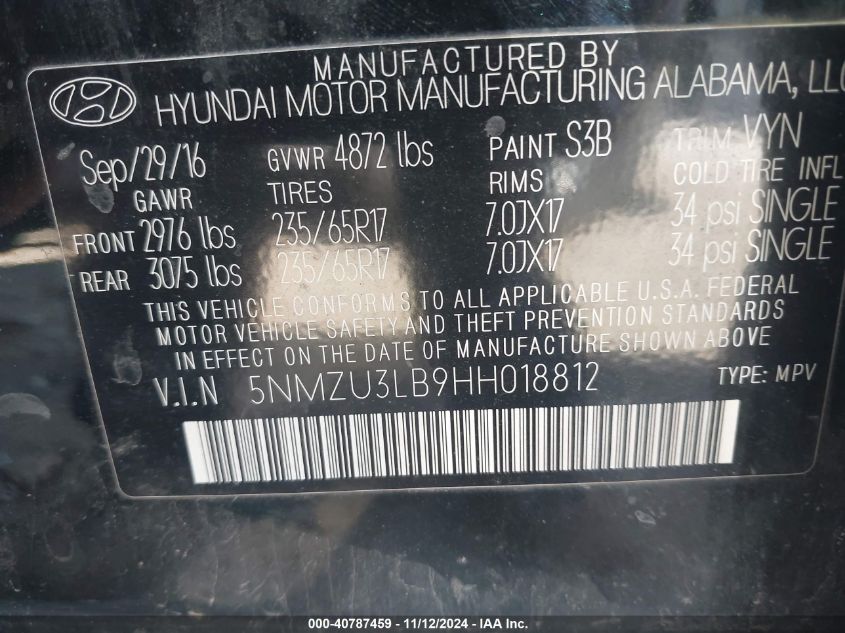 MANUFACTURED BY
HYUNDAI MOTOR MANUFACTURING ALABAMA, LLC
Sep/29/16 GVWR 4872 lbs PAINT S3B TRIM VYN
GAWR TIRES RIMS COLD TIRE INFL
FRONT 2976 lbs 235/65R17 7.0JX17 34 psi SINGLE
REAR 3075 lbs 235/65R17 7.0JX17 34 psi SINGLE
THIS VEHICLE CONFORMS TO ALL APPLICABLE U.S.A. FEDERAL
MOTOR VEHICLE SAFETY AND THEFT PREVENTION STANDARDS
IN EFFECT ON THE DATE OF MANUFACTURE SHOWN ABOVE
V.I.N 5NMZU3LB9HH018812 TYPE: MPV
000-40787459 - 11/12/2024 - IAA Inc.